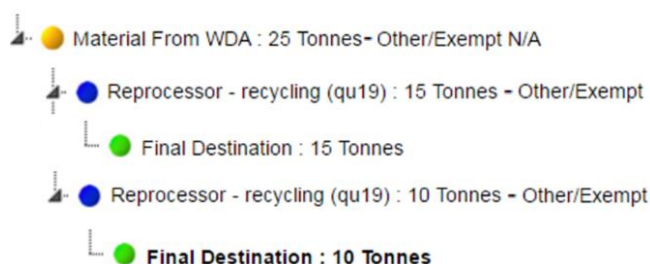 Material From WDA : 25 Tonnes- Other/Exempt N/A
Reprocessor - recycling (qu19) : 15 Tonnes - Other/Exempt
Final Destination : 15 Tonnes
Reprocessor - recycling (qu19) : 10 Tonnes - Other/Exempt
Final Destination : 10 Tonnes